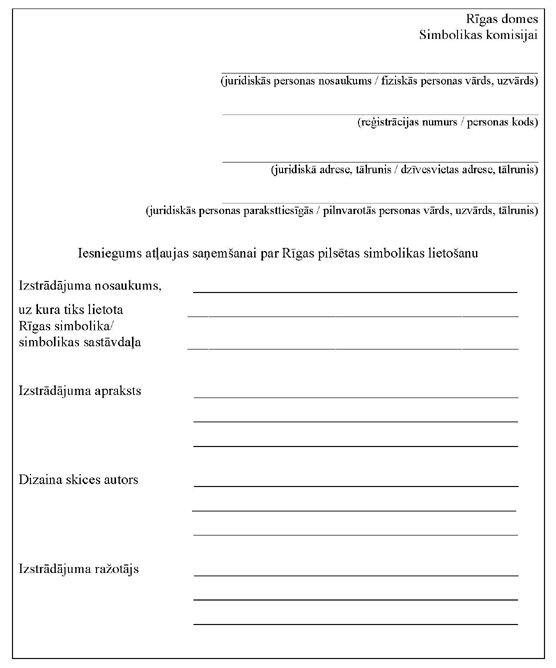 Rīgas domes
Simbolikas komisijai
(juridiskās personas nosaukums / fiziskās personas vārds, uzvārds)
(reģistrācijas numurs / personas kods)
(juridiskā adrese, tālrunis / dzīvesvietas adrese, tālrunis)
(juridiskās personas paraksttiesīgās / pilnvarotās personas vārds, uzvārds, tālrunis)
Iesniegums atļaujas saņemšanai par Rīgas pilsētas simbolikas lietošanu
Izstrādājuma nosaukums,
uz kura tiks lietota
Rīgas simbolika/
simbolikas sastāvdaļa
Izstrādājuma apraksts
Dizaina skices autors
Izstrādājuma ražotājs